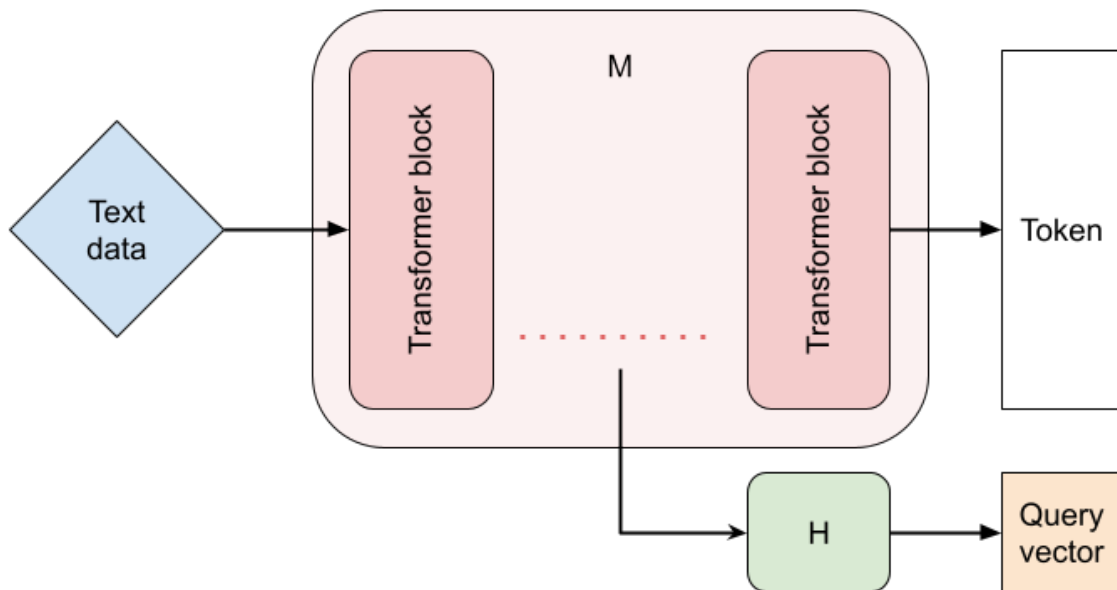 M
Transformer block
Transformer block
Text
data
Token
H
Query
vector